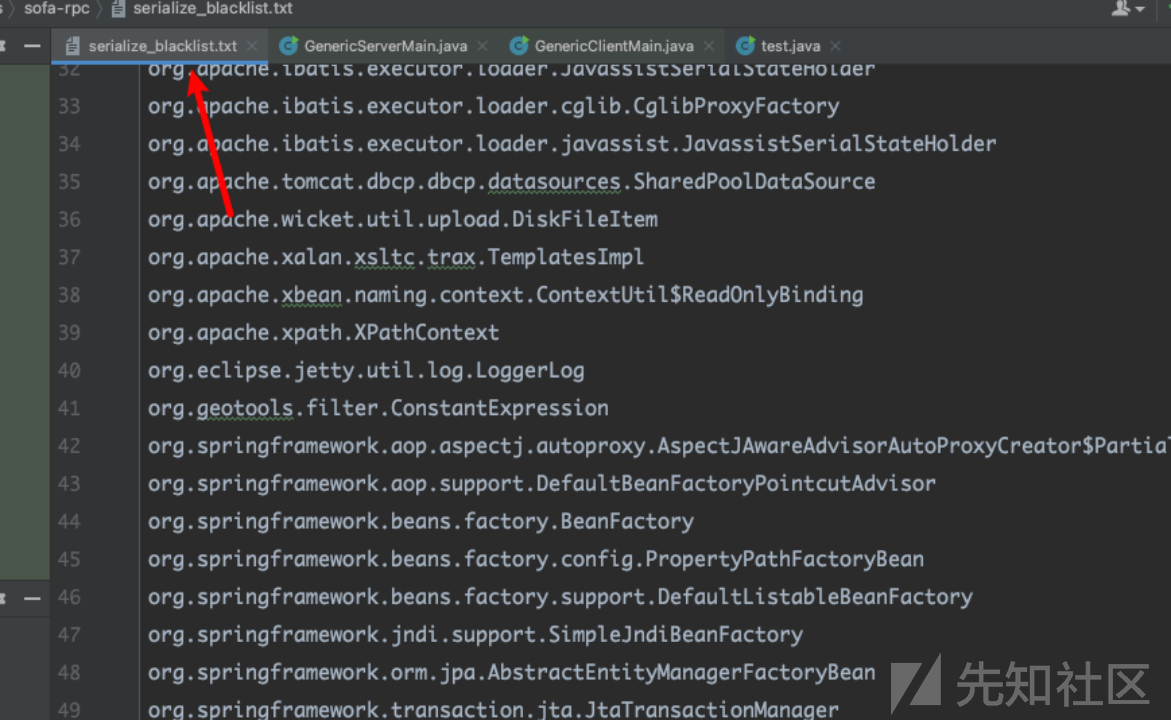 sofa-rpc serialize_blacklist.txt
serialize_blacklist.txt GenericServerMain.java GenericClientMain.java test.java
32 org.apache.ibatis.executor.loader.JavassistSerialStateHolder
33 org.apache.ibatis.executor.loader.cglib.CglibProxyFactory
34 org.apache.ibatis.executor.loader.javassist.JavassistSerialStateHolder
35 org.apache.tomcat.dbcp.dbcp.datasources.SharedPoolDataSource
36 org.apache.wicket.util.upload.DiskFileItem
37 org.apache.xalan.xsltc.trax.TemplatesImpl
38 org.apache.xbean.naming.context.ContextUtil$ReadOnlyBinding
39 org.apache.xpath.XPathContext
40 org.eclipse.jetty.util.log.LoggerLog
41 org.geotools.filter.ConstantExpression
42 org.springframework.aop.aspectj.autoproxy.AspectJAwareAdvisorAutoProxyCreator$Partia
43 org.springframework.aop.support.DefaultBeanFactoryPointcutAdvisor
44 org.springframework.beans.factory.BeanFactory
45 org.springframework.beans.factory.config.PropertyPathFactoryBean
46 org.springframework.beans.factory.support.DefaultListableBeanFactory
47 org.springframework.jndi.support.SimpleJndiBeanFactory
48 org.springframework.orm.jpa.AbstractEntityManagerFactoryBean
49 org.springframework.transaction.jta.JtaTransactionManager
先知社区